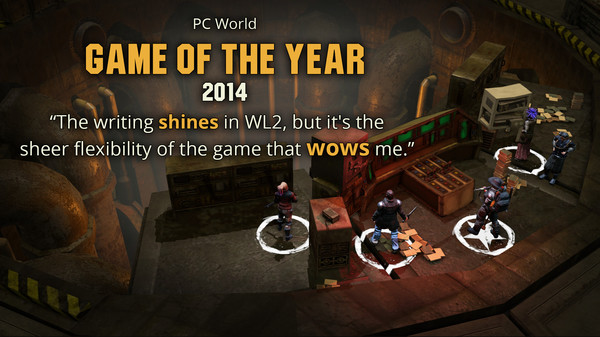 PC World
GAME OF THE YEAR
2014
“The writing shines in WL2, but it's the
sheer flexibility of the game that wows me.”